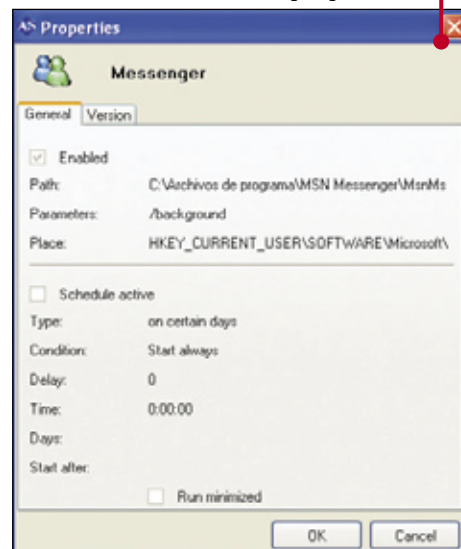 Properties
Messenger
General Version
Enabled
Path: C:\Archivos de programa\MSN Messenger\MsnMs
Parameters: /background
Place: HKEY_CURRENT_USER\SOFTWARE\Microsoft\
Schedule active
Type: on certain days
Condition: Start always
Delay: 0
Time: 0:00:00
Days:
Start after:
Run minimized
OK Cancel